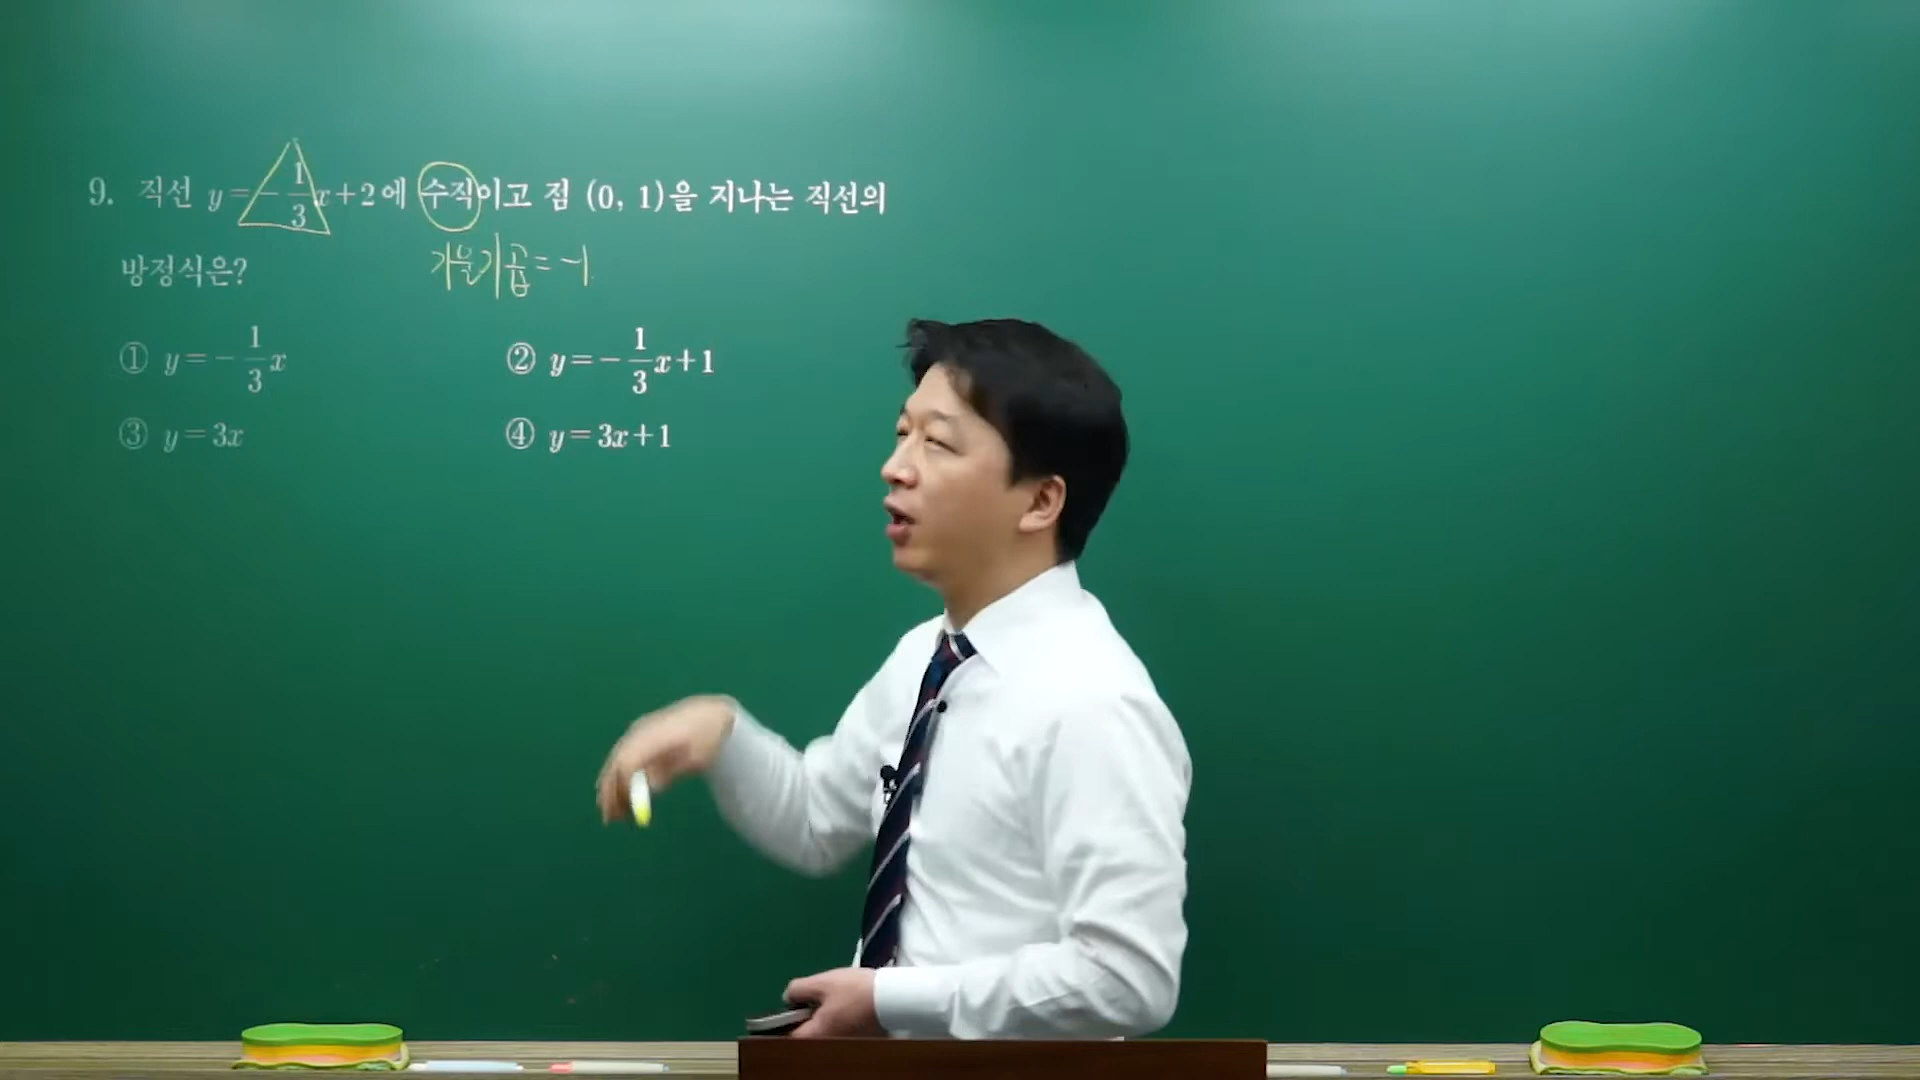 9. 직선 y=-1/3x+2에 수직이고 점 (0, 1)을 지나는 직선의
방정식은?
기울기 곱=-1
① y=-1/3x
② y=-1/3x+1
③ y=3x
④ y=3x+1